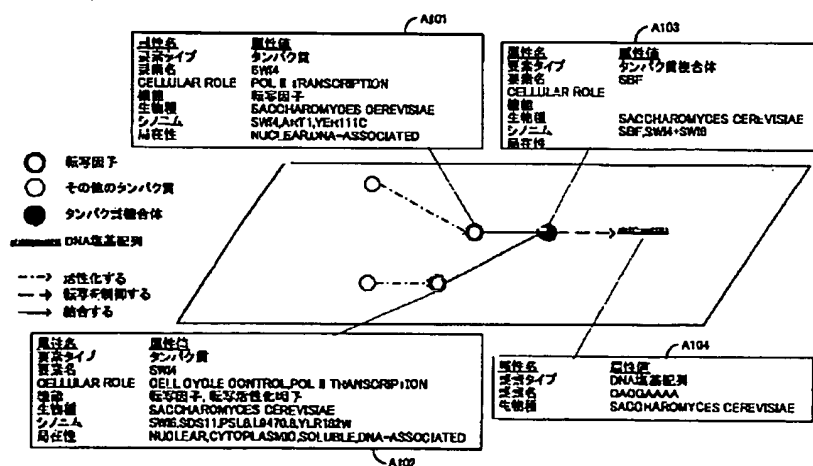 A101
属性名 属性値
要素タイプ タンパク質
要素名 SWI4
CELLULAR ROLE POL II TRANSCRIPTION
機能 転写因子
生物種 SACCHAROMYCES CEREVISIAE
シノニム SWI4,ART1,YER111C
局在性 NUCLEAR,DNA-ASSOCIATED
A103
属性名 属性値
要素タイプ タンパク質複合体
要素名 SBF
CELLULAR ROLE
機能
生物種 SACCHAROMYCES CEREVISIAE
シノニム SBF,SWI4+SWI6
局在性
転写因子
その他のタンパク質
タンパク質複合体
DNA塩基配列
活性化する
転写を制御する
結合する
属性名 属性値
要素タイプ タンパク質
要素名 SWI4
CELLULAR ROLE CELL CYCLE CONTROL,POL II TRANSCRIPTION
機能 転写因子,転写活性化因子
生物種 SACCHAROMYCES CEREVISIAE
シノニム SWI6,SDS11,PSL8,L9470.8,YLR182W
局在性 NUCLEAR,CYTOPLASMIC,SOLUBLE,DNA-ASSOCIATED
A102
A104
属性名 属性値
要素タイプ DNA塩基配列
要素名 CACGAAAA
生物種 SACCHAROMYCES CEREVISIAE